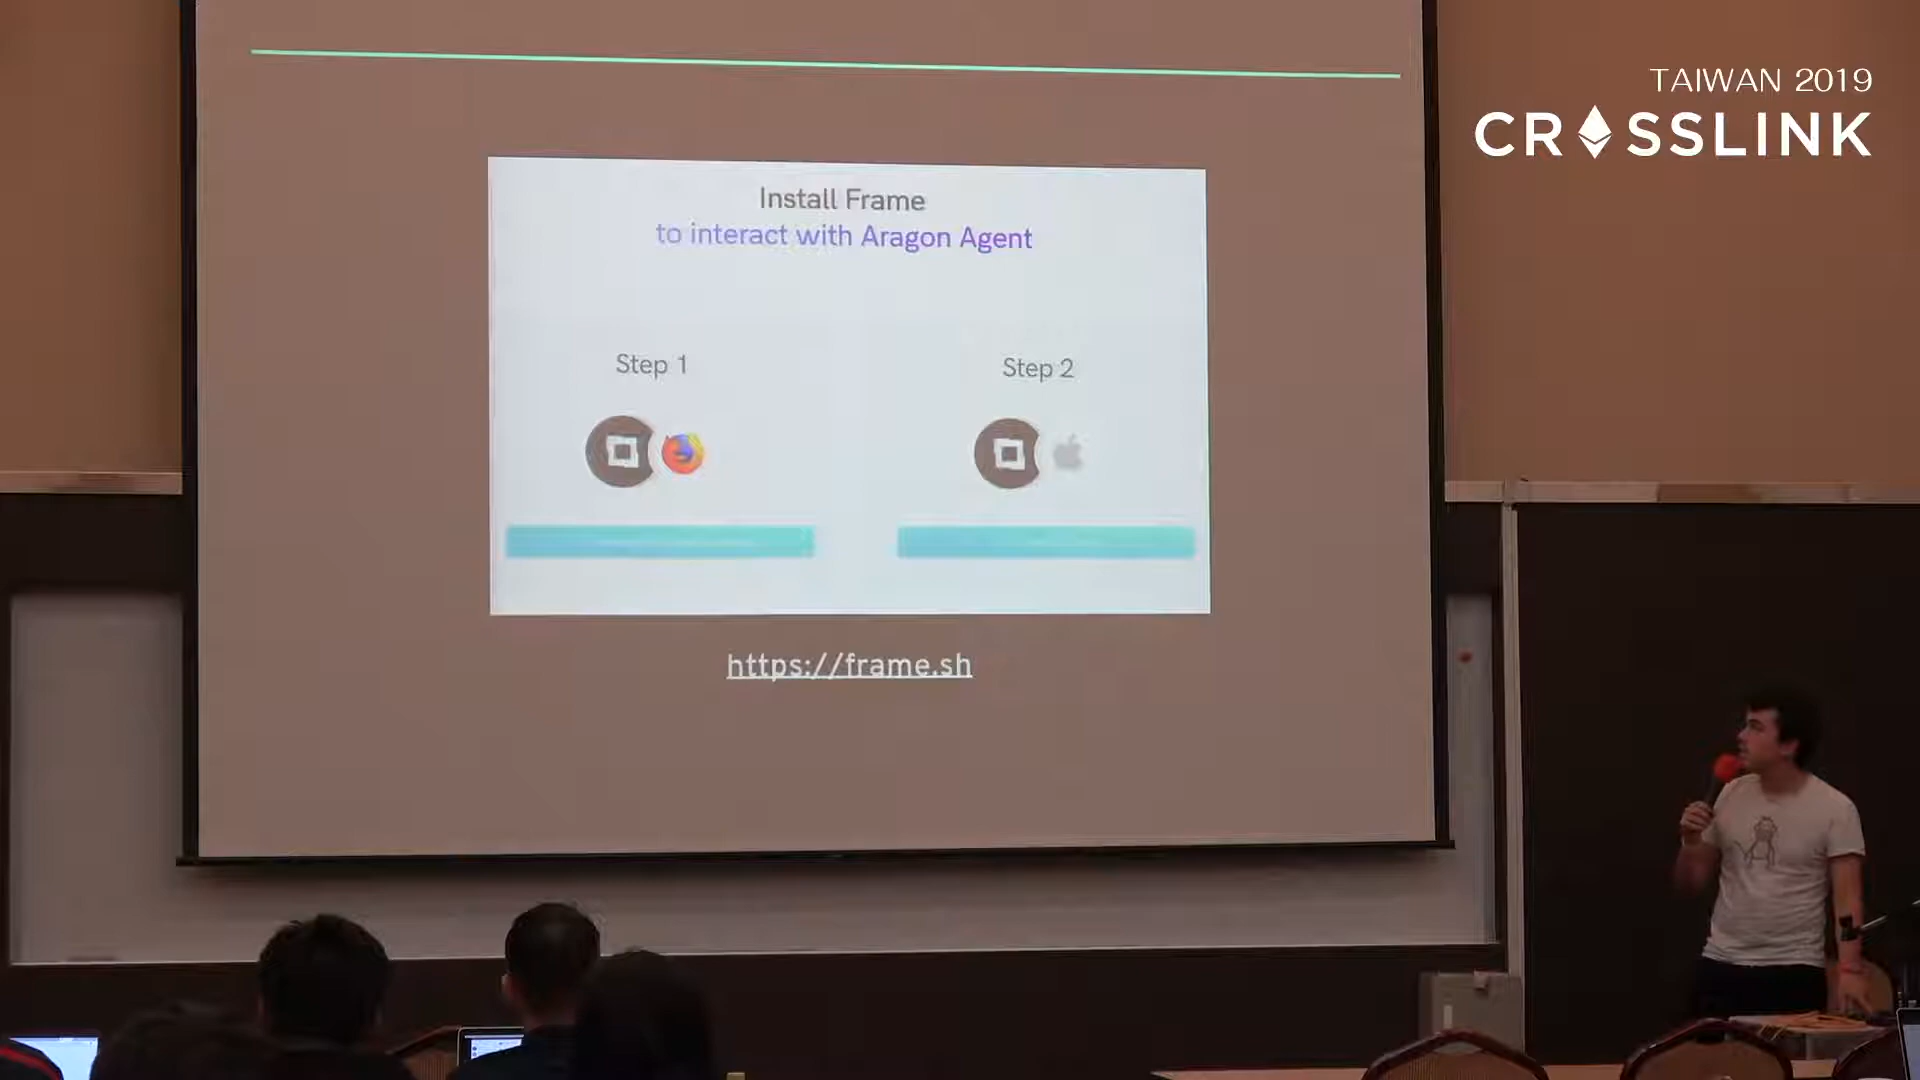 TAIWAN 2019
CROSSLINK
Install Frame
to interact with Aragon Agent
Step 1
Step 2
https://frame.sh